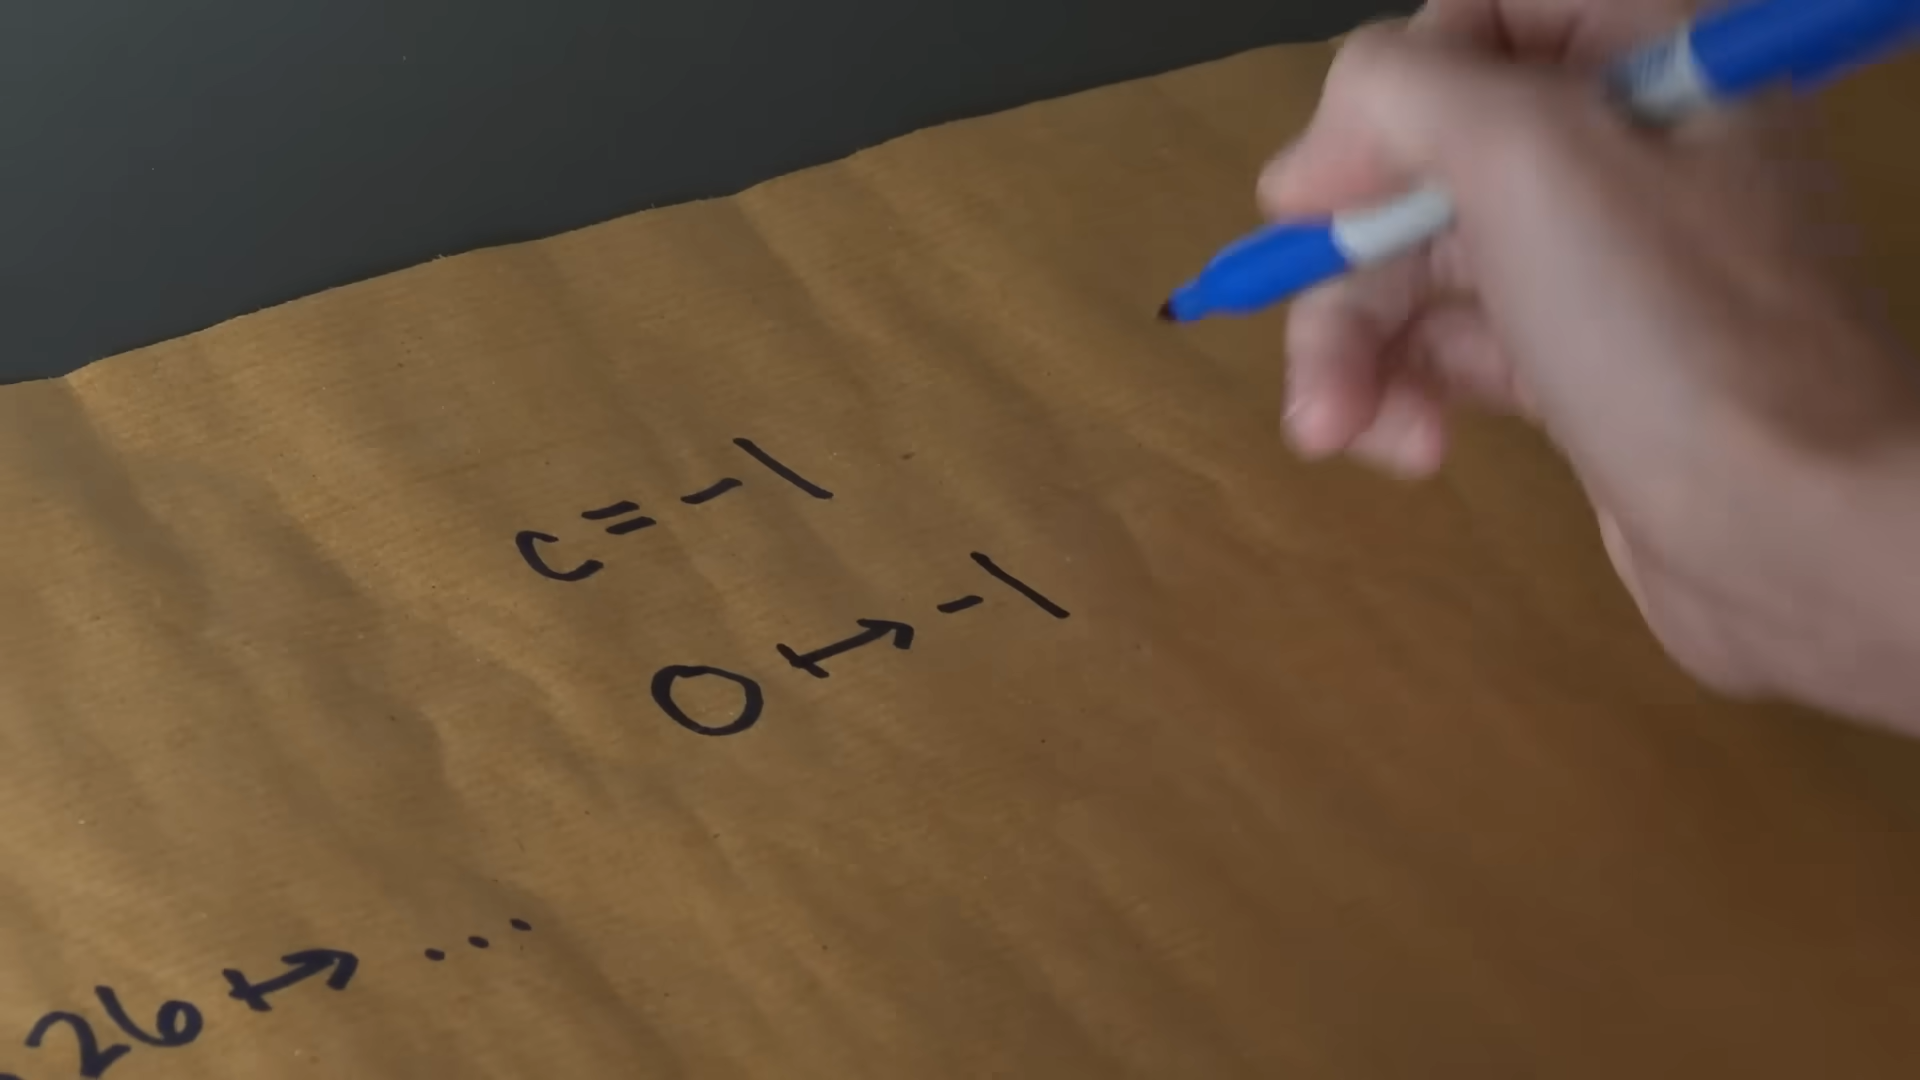 c = -1
0 ↦ -1
26 ↦ ...